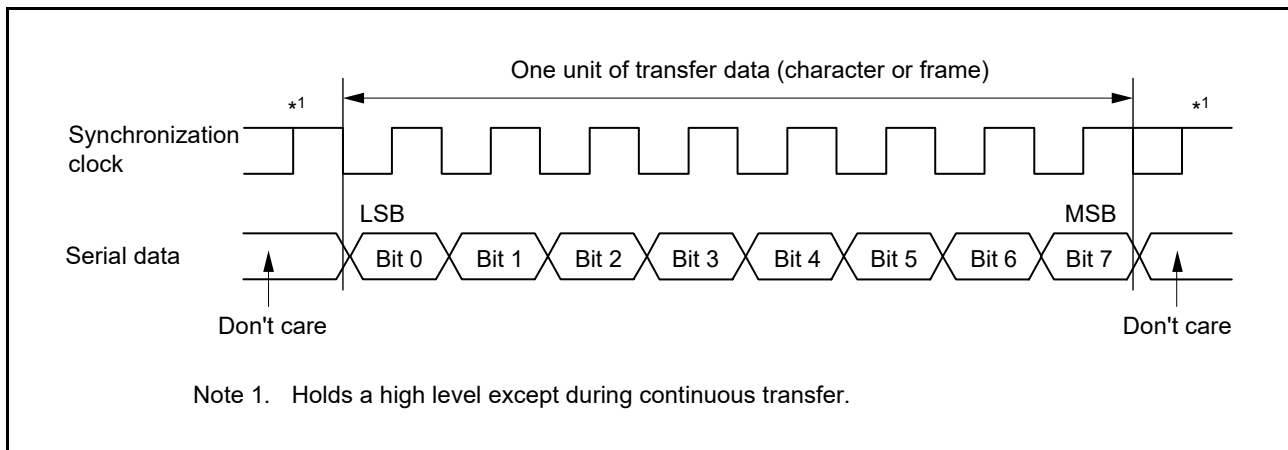 One unit of transfer data (character or frame)
*1 *1
Synchronization
clock
LSB MSB
Serial data Bit 0 Bit 1 Bit 2 Bit 3 Bit 4 Bit 5 Bit 6 Bit 7
Don't care Don't care
Note 1. Holds a high level except during continuous transfer.